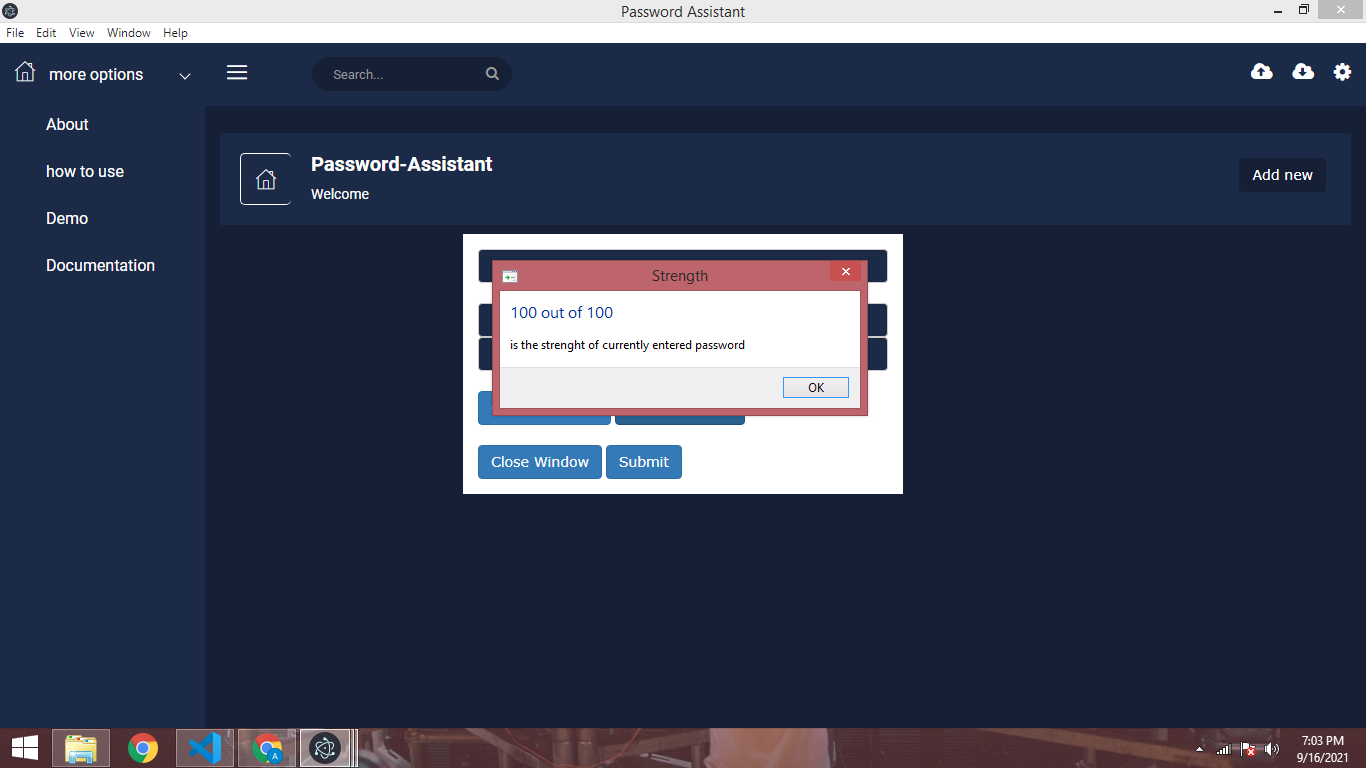 Password Assistant
File Edit View Window Help
more options
Search...
About
how to use
Demo
Documentation
Password-Assistant
Welcome
Add new
Strength
100 out of 100
is the strenght of currently entered password
OK
Close Window
Submit
A
7:03 PM
9/16/2021